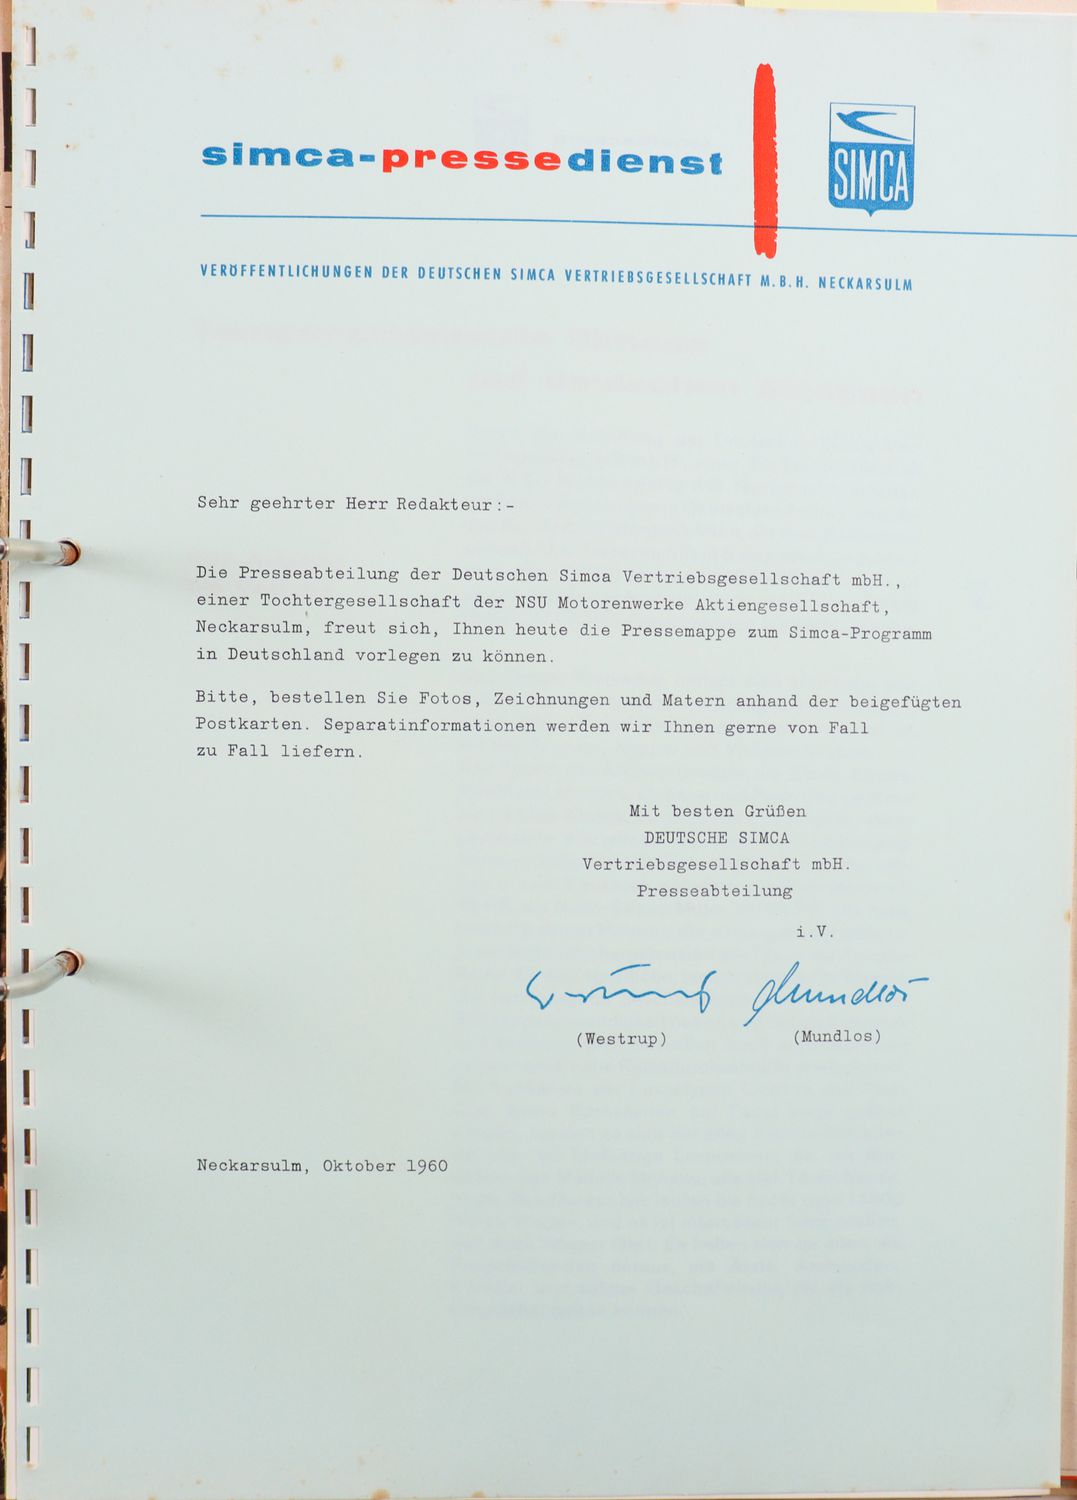 simca-pressedienst
SIMCA
VERÖFFENTLICHUNGEN DER DEUTSCHEN SIMCA VERTRIEBSGESELLSCHAFT M.B.H. NECKARSULM
Sehr geehrter Herr Redakteur:-
Die Presseabteilung der Deutschen Simca Vertriebsgesellschaft mbH.,
einer Tochtergesellschaft der NSU Motorenwerke Aktiengesellschaft,
Neckarsulm, freut sich, Ihnen heute die Pressemappe zum Simca-Programm
in Deutschland vorlegen zu können.
Bitte, bestellen Sie Fotos, Zeichnungen und Matern anhand der beigefügten
Postkarten. Separatinformationen werden wir Ihnen gerne von Fall
zu Fall liefern.
Mit besten Grüßen
DEUTSCHE SIMCA
Vertriebsgesellschaft mbH.
Presseabteilung
i.V.
Westrup Mundlos
(Westrup) (Mundlos)
Neckarsulm, Oktober 1960